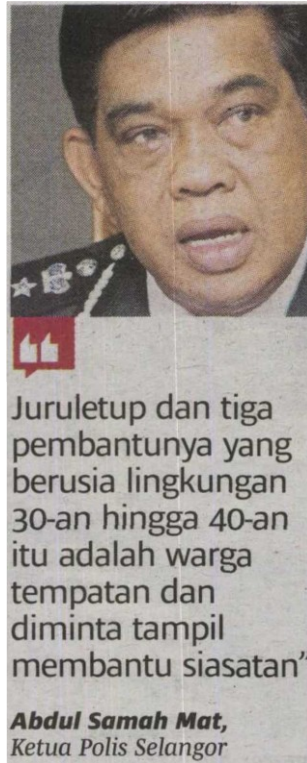 Juruletup dan tiga
pembantunya yang
berusia lingkungan
30-an hingga 40-an
itu adalah warga
tempatan dan
diminta tampil
membantu siasatan”
Abdul Samah Mat,
Ketua Polis Selangor